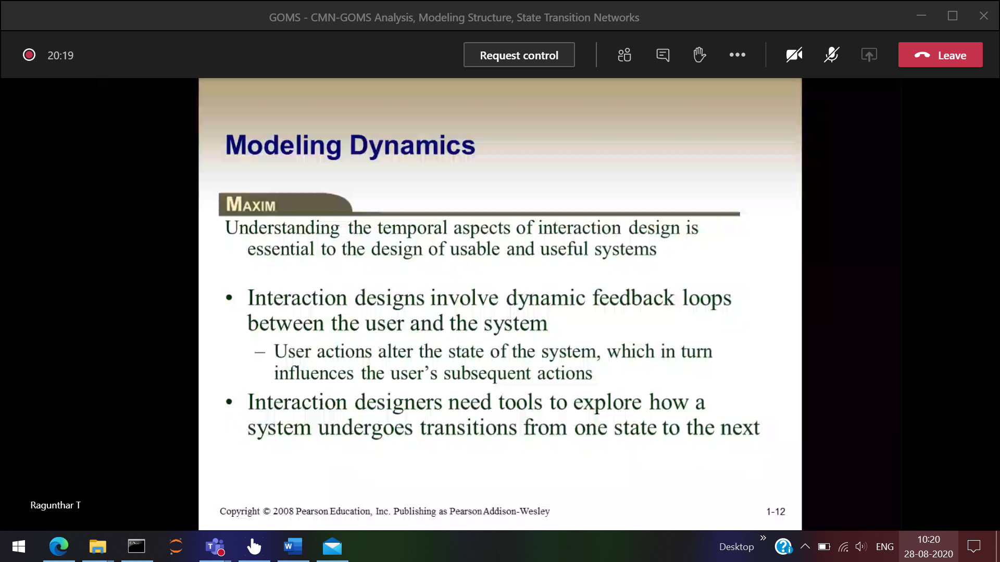 GOMS - CMN-GOMS Analysis, Modeling Structure, State Transition Networks
20:19
Request control
Leave
Modeling Dynamics
MAXIM
Understanding the temporal aspects of interaction design is
essential to the design of usable and useful systems
• Interaction designs involve dynamic feedback loops
between the user and the system
– User actions alter the state of the system, which in turn
influences the user’s subsequent actions
• Interaction designers need tools to explore how a
system undergoes transitions from one state to the next
Ragunthar T
Copyright © 2008 Pearson Education, Inc. Publishing as Pearson Addison-Wesley
1-12
Desktop
ENG
10:20
28-08-2020